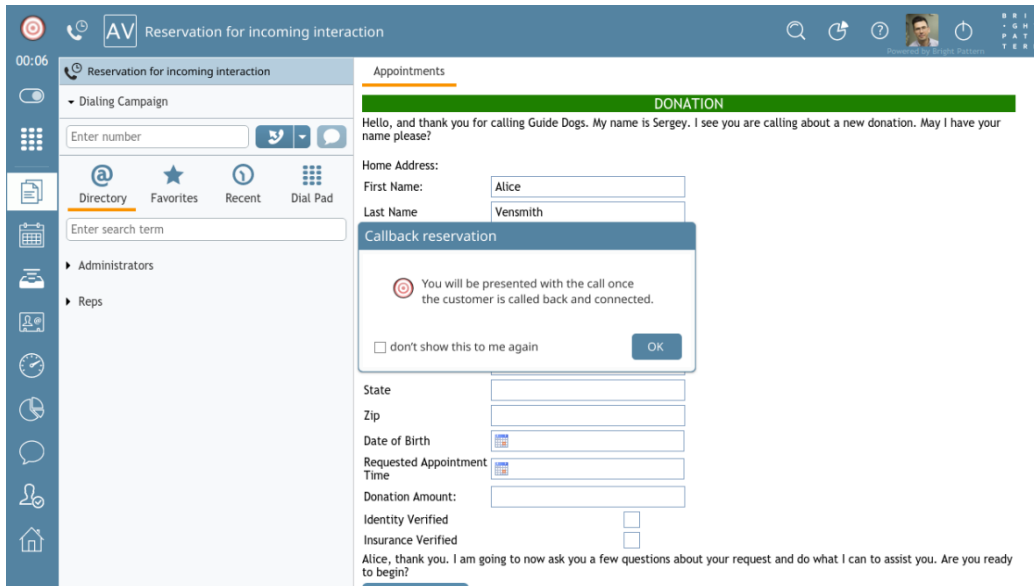 AV Reservation for incoming interaction
Powered by Bright Pattern
B R I
· G H
P A T
T E R
00:06
Reservation for incoming interaction
Dialing Campaign
Enter number
Directory Favorites Recent Dial Pad
Enter search term
Administrators
Reps
Appointments
DONATION
Hello, and thank you for calling Guide Dogs. My name is Sergey. I see you are calling about a new donation. May I have your
name please?
Home Address:
First Name: Alice
Last Name Vensmith
Callback reservation
You will be presented with the call once
the customer is called back and connected.
don't show this to me again OK
State
Zip
Date of Birth
Requested Appointment
Time
Donation Amount:
Identity Verified
Insurance Verified
Alice, thank you. I am going to now ask you a few questions about your request and do what I can to assist you. Are you ready
to begin?